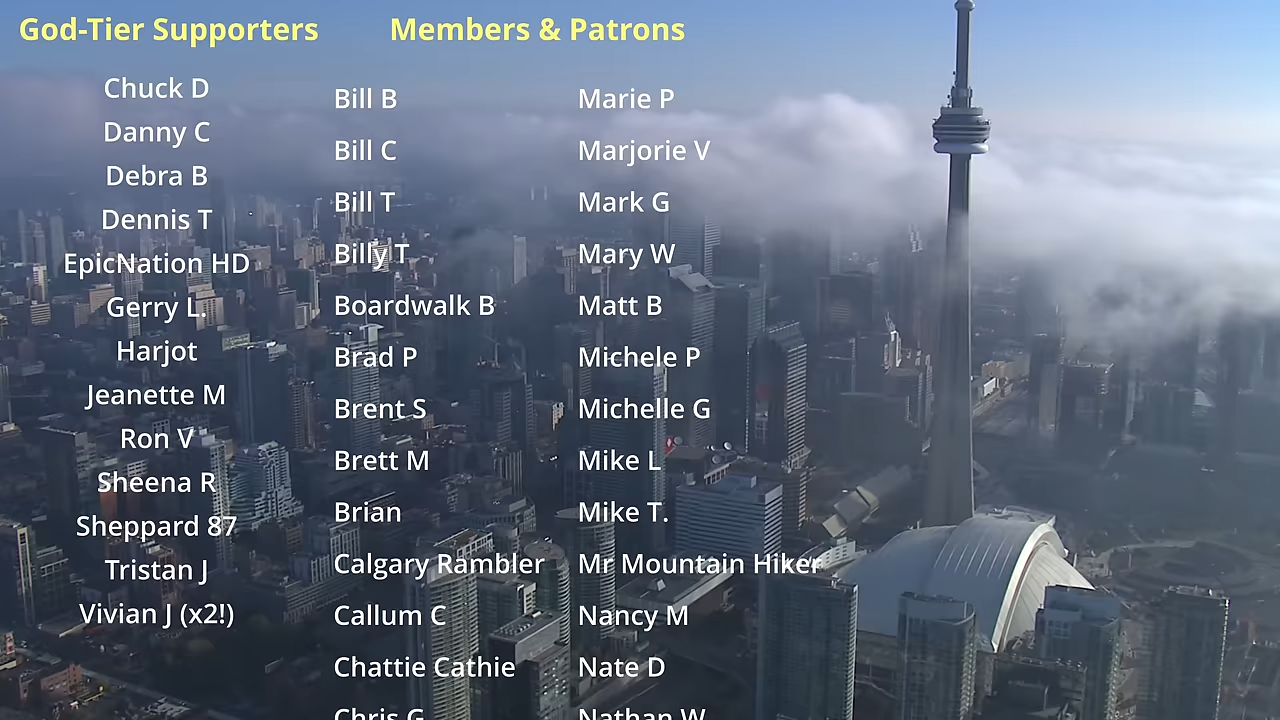 God-Tier Supporters
Chuck D
Danny C
Debra B
Dennis T
EpicNation HD
Gerry L.
Harjot
Jeanette M
Ron V
Sheena R
Sheppard 87
Tristan J
Vivian J (x2!)
Members & Patrons
Bill B
Bill C
Bill T
Billy T
Boardwalk B
Brad P
Brent S
Brett M
Brian
Calgary Rambler
Callum C
Chattie Cathie
Chris G
Marie P
Marjorie V
Mark G
Mary W
Matt B
Michele P
Michelle G
Mike L
Mike T.
Mr Mountain Hiker
Nancy M
Nate D
Nathan W